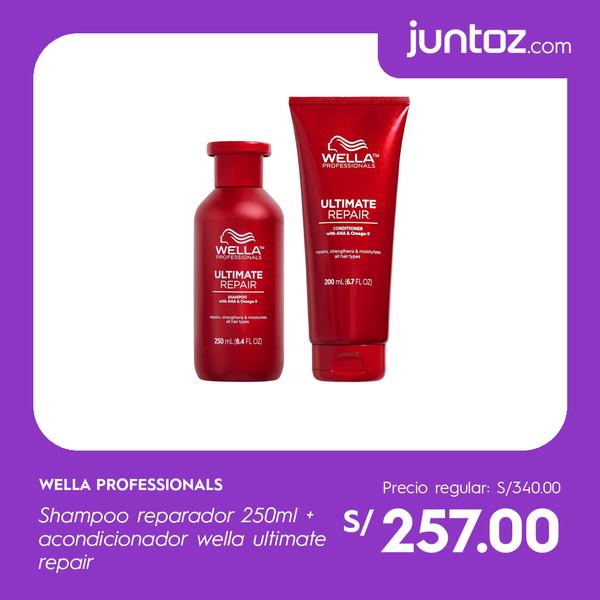 juntoz.com
WELLA™
PROFESSIONALS
ULTIMATE
REPAIR
CONDITIONER
with AHA & Omega-9
repairs, strengthens & moisturizes
all hair types
200 mL (6.7 FL OZ)
WELLA™
PROFESSIONALS
ULTIMATE
REPAIR
SHAMPOO
with AHA & Omega-9
repairs, strengthens & moisturizes
all hair types
250 mL (8.4 FL OZ)
WELLA PROFESSIONALS
Shampoo reparador 250ml +
acondicionador wella ultimate
repair
Precio regular: S/340.00
S/ 257.00